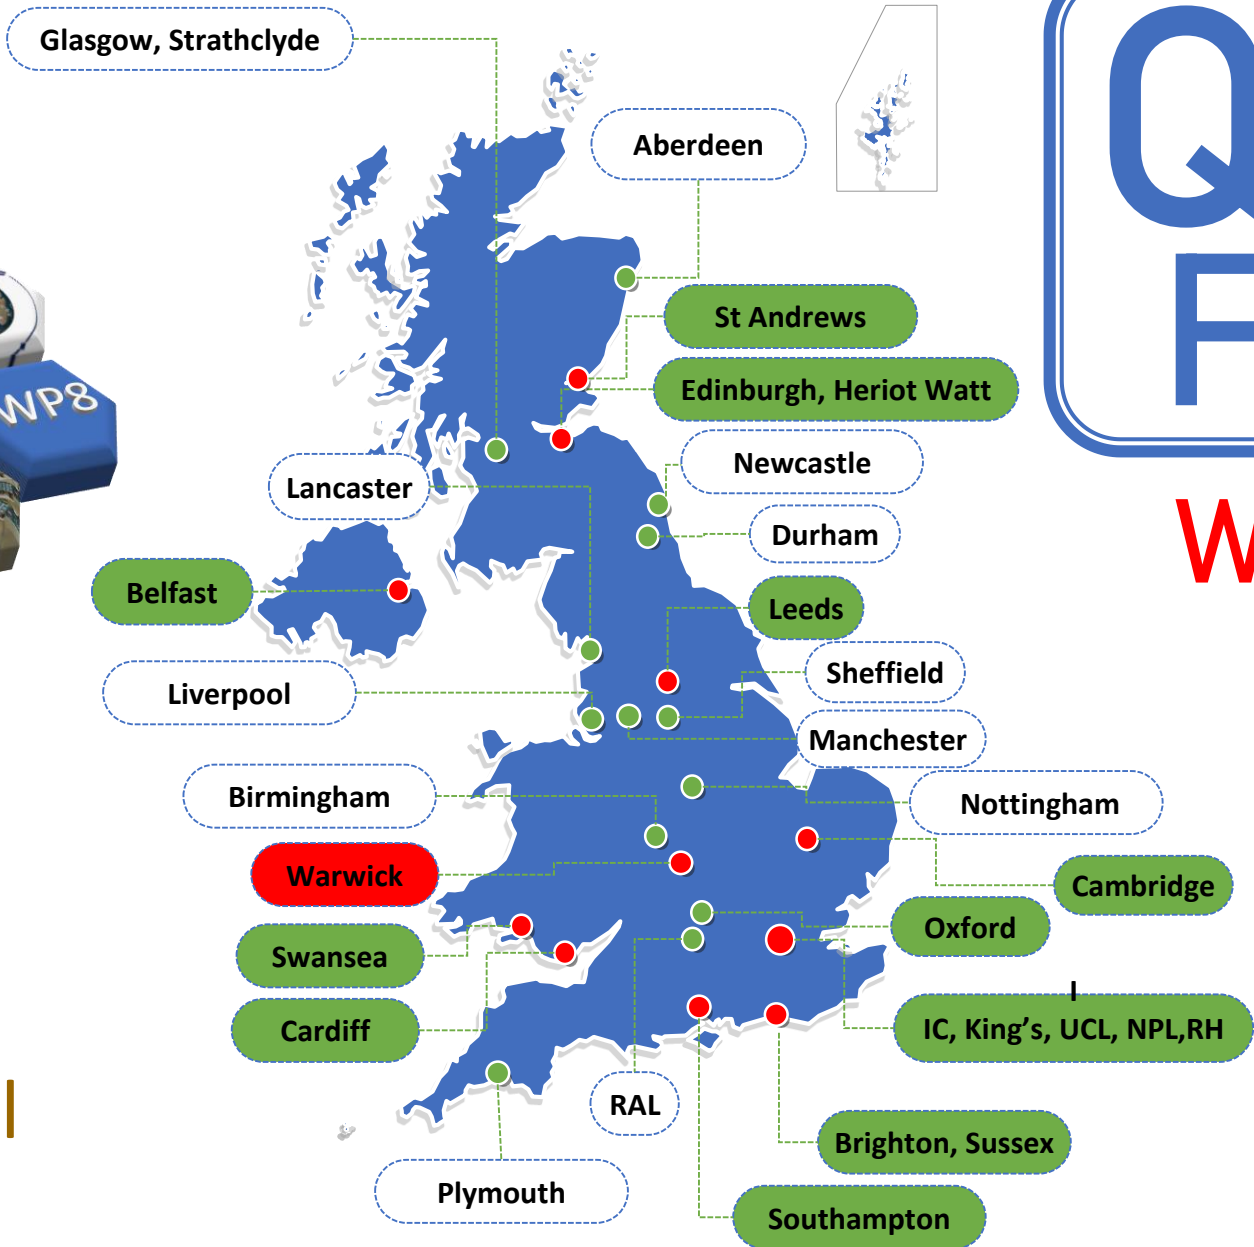 Glasgow, Strathclyde
Q
Aberdeen
F
St Andrews
WP8
Edinburgh, Heriot Watt
Newcastle
Lancaster
W
Durham
Belfast
Leeds
Sheffield
Liverpool
Manchester
Birmingham
Nottingham
Warwick
Cambridge
Oxford
Swansea
I
IC, King's, UCL, NPL,RH
Cardiff
RAL
Brighton, Sussex
Plymouth
Southampton